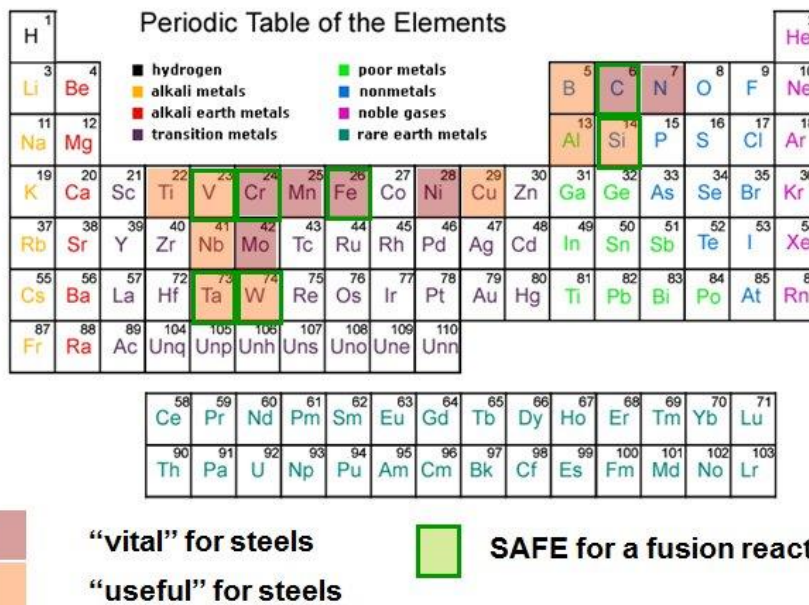 Periodic Table of the Elements
1
H He
hydrogen poor metals
alkali metals nonmetals
alkali earth metals noble gases
transition metals rare earth metals
3 4 5 6 7 8 9
Li Be B C N O F Ne
11 12 13 14 15 16 17
Na Mg Al Si P S Cl Ar
19 20 21 22 23 24 25 26 27 28 29 30 31 32 33 34 35
K Ca Sc Ti V Cr Mn Fe Co Ni Cu Zn Ga Ge As Se Br Kr
37 38 39 40 41 42 43 44 45 46 47 48 49 50 51 52 53
Rb Sr Y Zr Nb Mo Tc Ru Rh Pd Ag Cd In Sn Sb Te I Xe
55 56 57 72 73 74 75 76 77 78 79 80 81 82 83 84 85
Cs Ba La Hf Ta W Re Os Ir Pt Au Hg Ti Pb Bi Po At Rn
87 88 89 104 105 106 107 108 109 110
Fr Ra Ac Unq Unp Unh Uns Uno Une Unn
58 59 60 61 62 63 64 65 66 67 68 69 70 71
Ce Pr Nd Pm Sm Eu Gd Tb Dy Ho Er Tm Yb Lu
90 91 92 93 94 95 96 97 98 99 100 101 102 103
Th Pa U Np Pu Am Cm Bk Cf Es Fm Md No Lr
“vital” for steels
SAFE for a fusion react
“useful” for steels